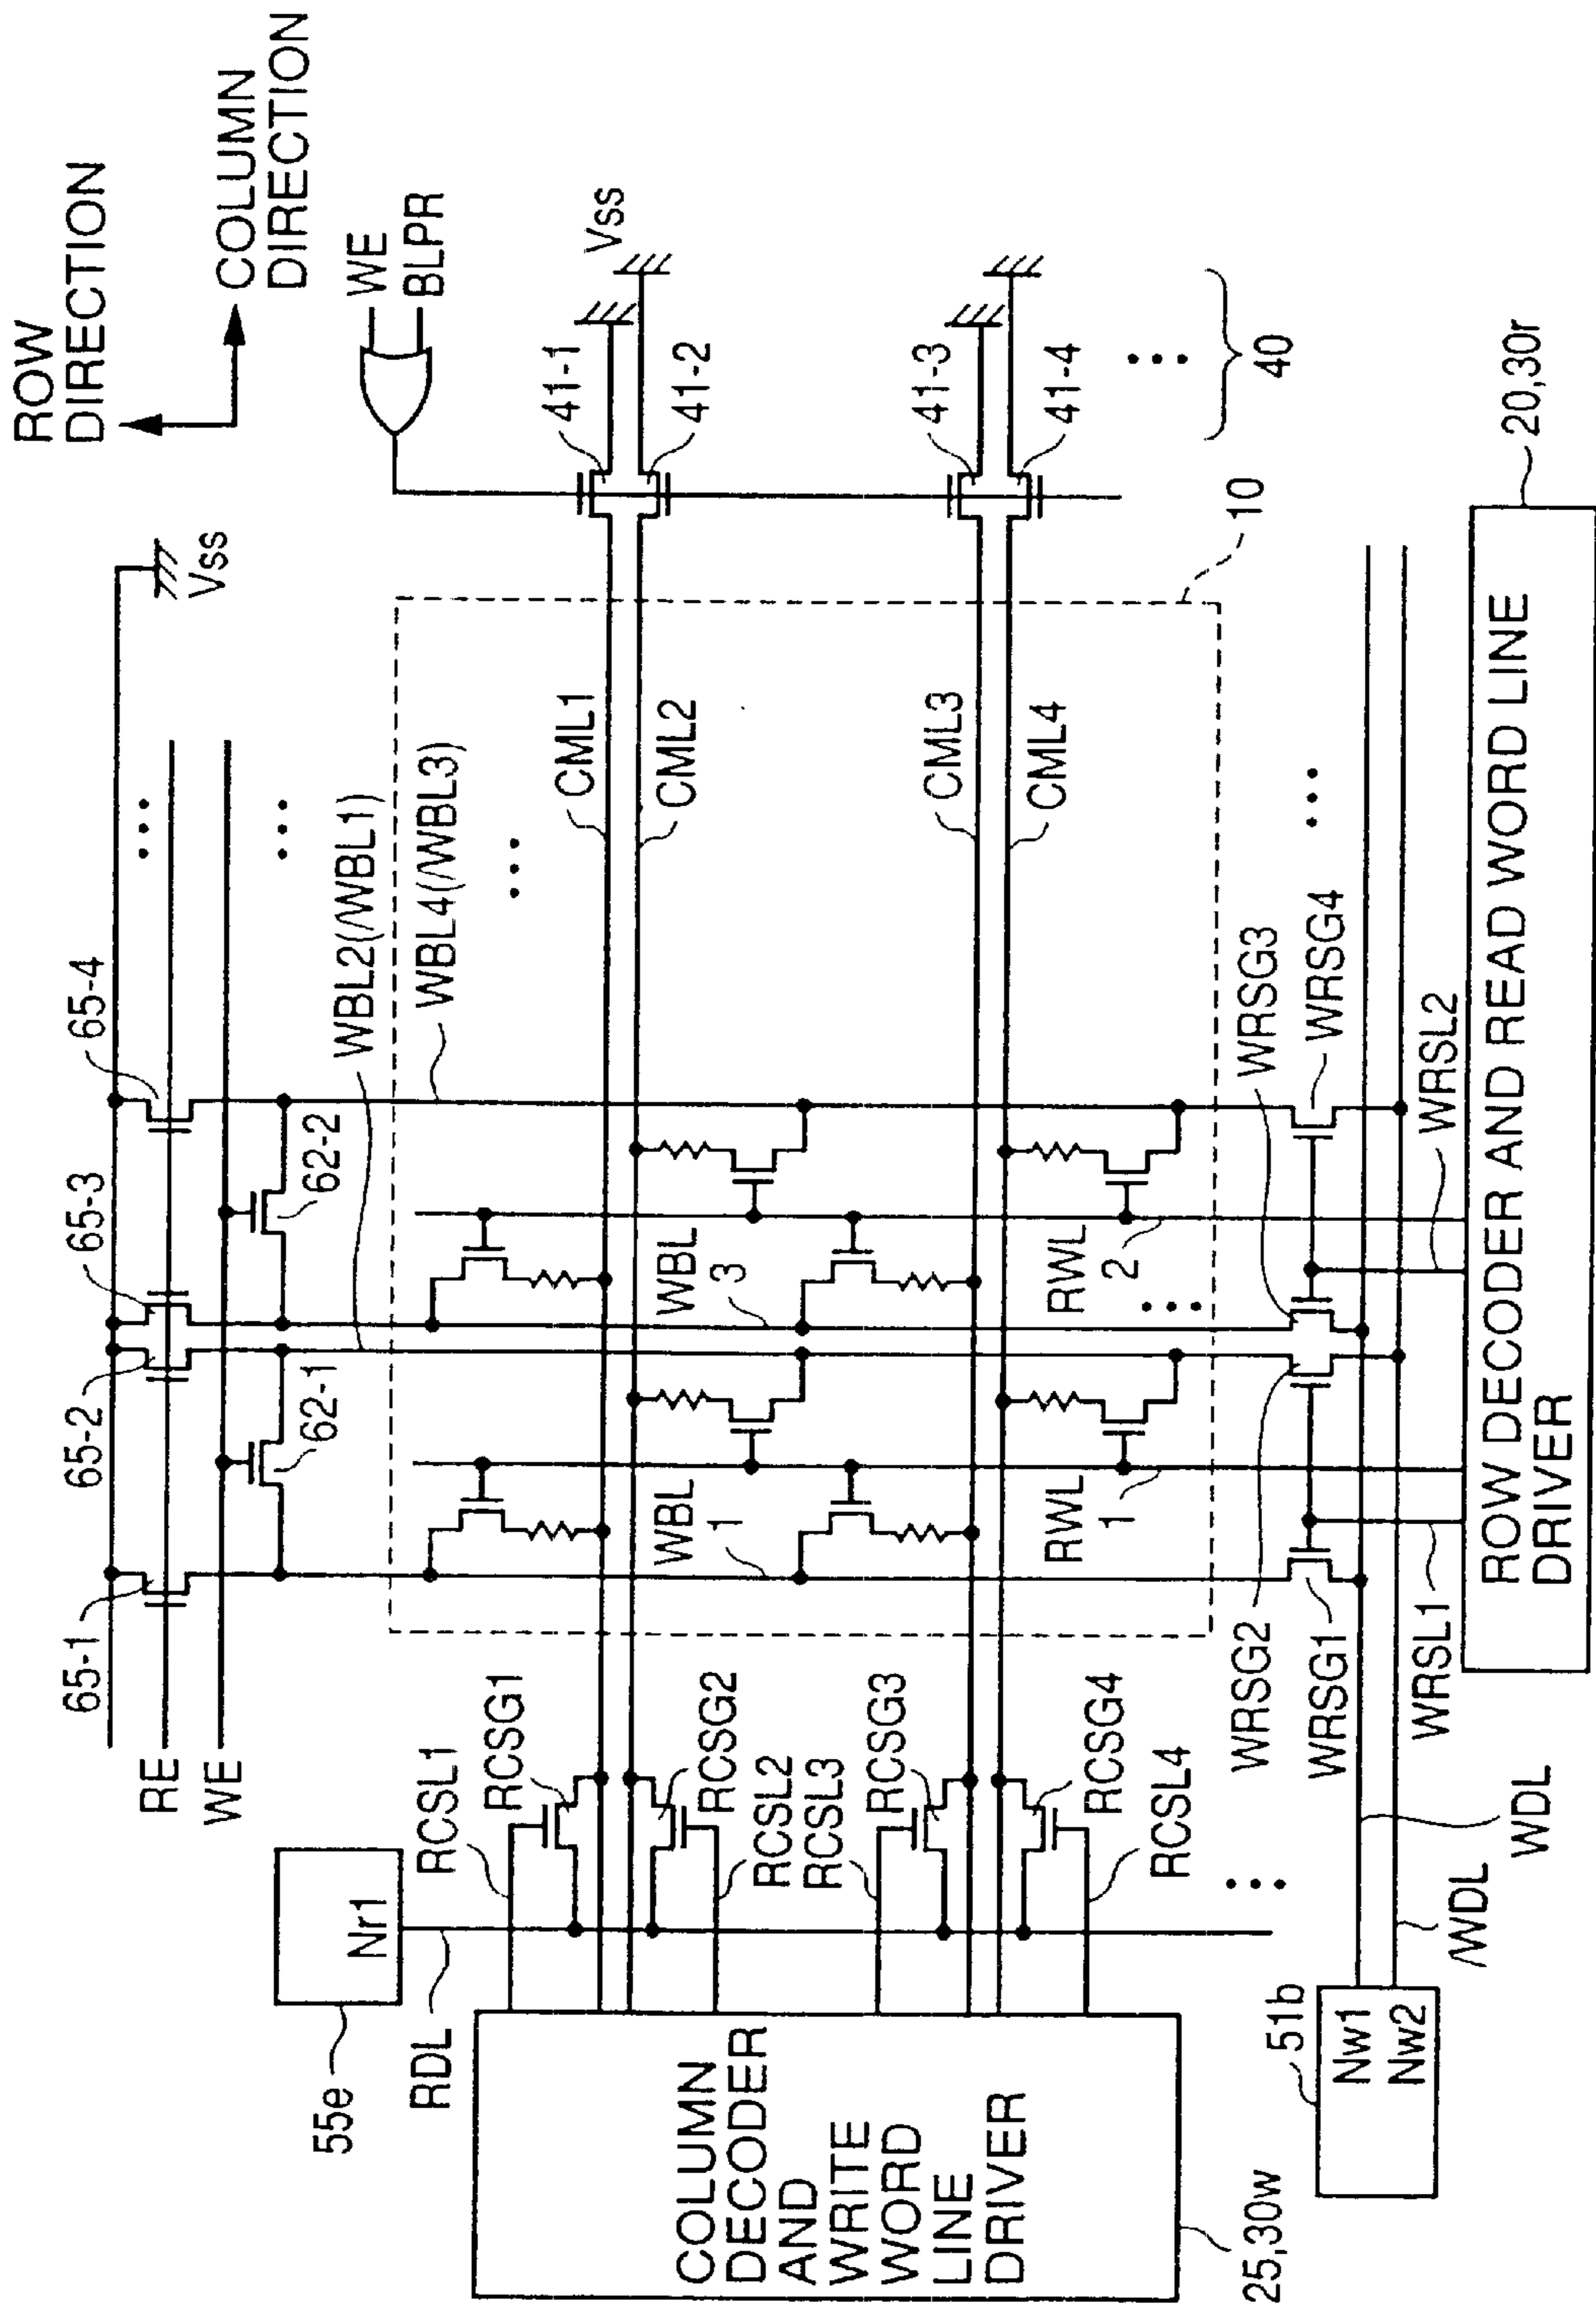 ROW
DIRECTION
COLUMN
DIRECTION
WE
BLPR
Vss
Vss
65-1
65-2
65-3
65-4
RE
WE
62-1
62-2
WBL2(/WBL1)
WBL4(/WBL3)
10
41-1
41-2
41-3
41-4
40
55e
Nr1
RDL
RCSL1
RCSG1
RCSG2
RCSL2
RCSL3
RCSG3
RCSG4
RCSL4
CML1
CML2
CML3
CML4
WBL
1
WBL
3
RWL
1
RWL
2
COLUMN
DECODER
AND
WRITE
WORD
LINE
DRIVER
25,30w
51b
Nw1
Nw2
/WDL
WDL
WRSG2
WRSG1
WRSL1
WRSG3
WRSG4
WRSL2
ROW DECODER AND READ WORD LINE
DRIVER
20,30r